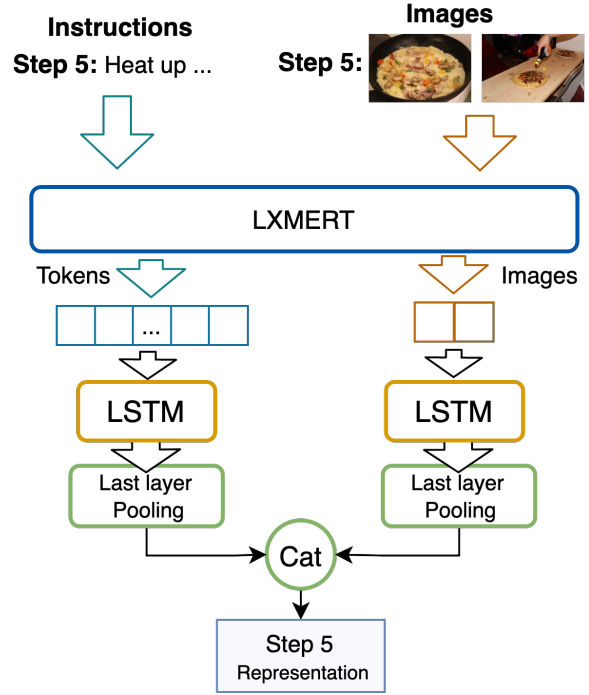 Instructions
Step 5: Heat up ...
Images
Step 5:
LXMERT
Tokens
Images
...
LSTM
LSTM
Last layer
Pooling
Last layer
Pooling
Cat
Step 5
Representation